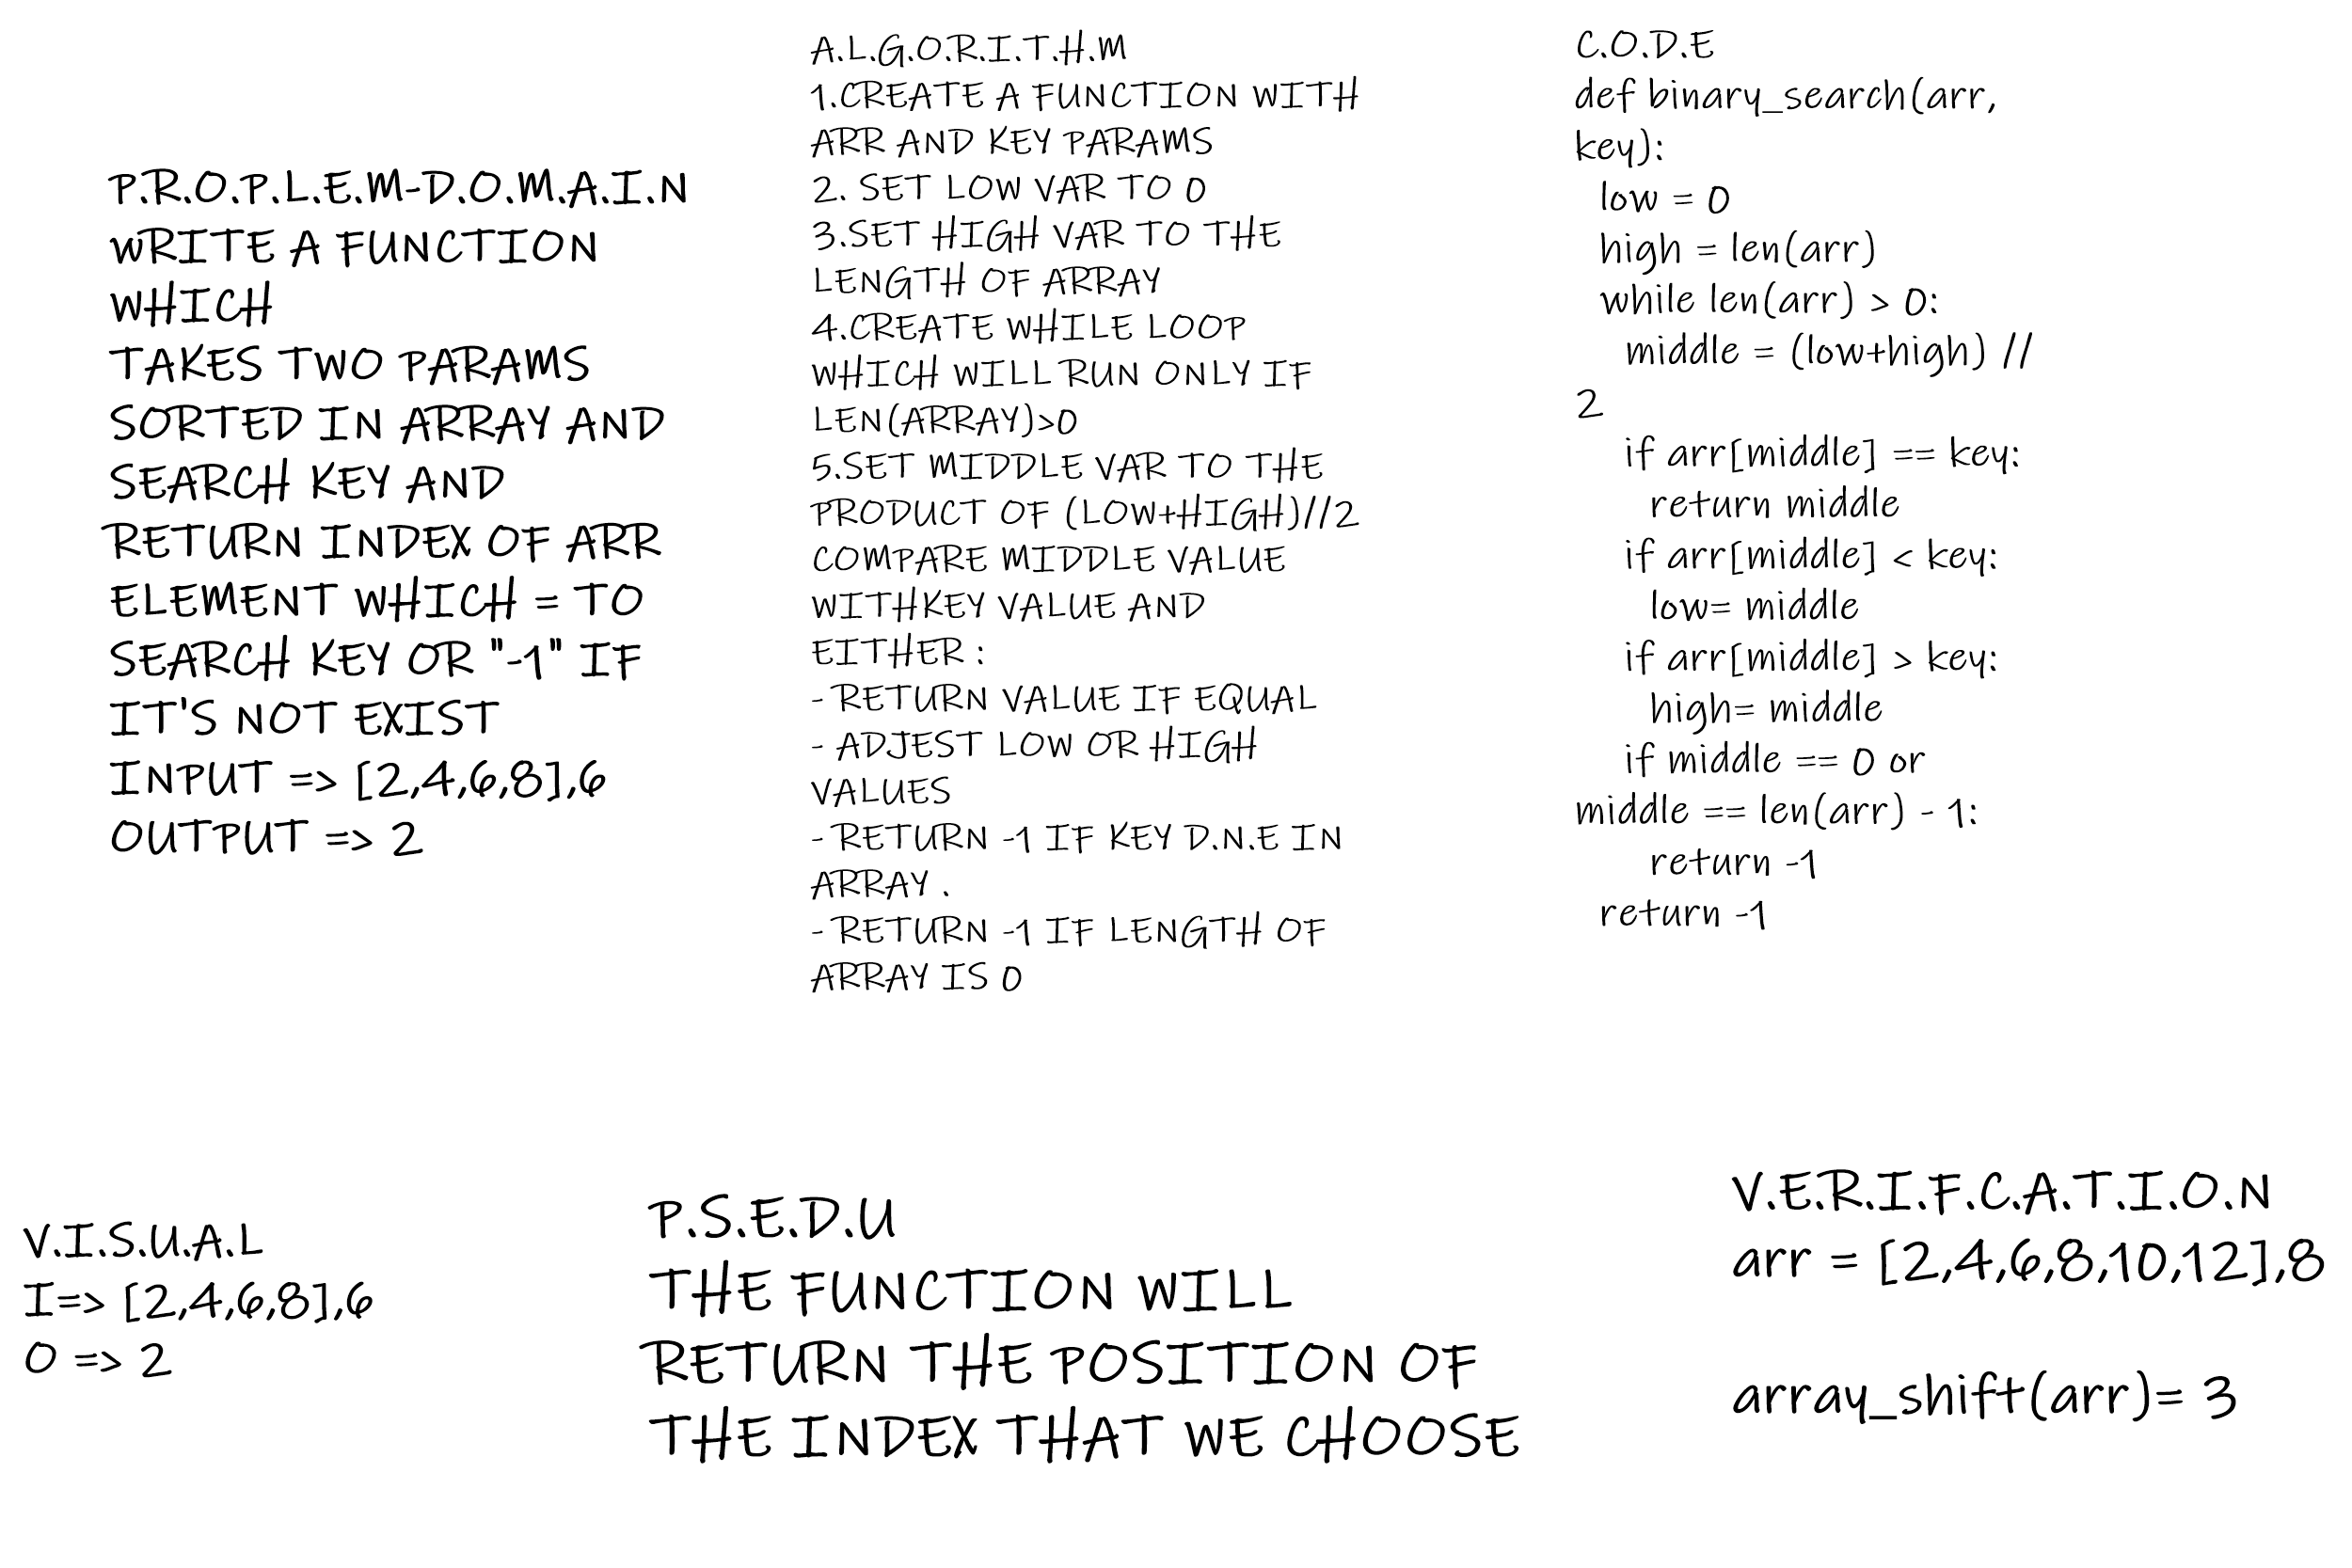 P.R.O.P.L.E.M-D.O.M.A.I.N
wRITE A FUNCTION
WHICH
TAKES TWO PARAMS
SORTED IN ARRAY AND
SEARCH KEY AND
RETURN INDEX OF ARR
ELEMENT WHICH = TO
SEARCH KEY OR "-1" IF
IT'S NOT EXIST
INPUT => [2,4,6,8],6
OUTPUT => 2
A.L.G.O.R.I.T.H.M
1.CREATE A FUNCTION WITH
ARR AND KEY PARAMS
2. SET LOW VAR TO 0
3.SET HIGH VAR TO THE
LENGTH OF ARRAY
4.CREATE WHILE LOOP
WHICH WILL RUN ONLY IF
LEN(ARRAY)>0
5.SET MIDDLE VAR TO THE
PRODUCT OF (LOW+HIGH)//2
COMPARE MIDDLE VALUE
WITHKEY VALUE AND
EITHER :
- RETURN VALUE IF EQUAL
- ADJEST LOW OR HIGH
VALUES
- RETURN -1 IF KEY D.N.E IN
ARRAY .
- RETURN -1 IF LENGTH OF
ARRAY IS 0
C.O.D.E
def binary_search(arr,
key):
  low = 0
  high = len(arr)
  while len(arr) > 0:
    middle = (low+high) //
2
    if arr[middle] == key:
      return middle
    if arr[middle] < key:
      low= middle
    if arr[middle] > key:
      high= middle
    if middle == 0 or
middle == len(arr) - 1:
      return -1
  return -1
V.I.S.U.A.L
I=> [2,4,6,8],6
O => 2
P.S.E.D.U
THE FUNCTION WILL
RETURN THE POSITION OF
THE INDEX THAT WE CHOOSE
V.E.R.I.F.C.A.T.I.O.N
arr = [2,4,6,8,10,12],8
array_shift(arr)= 3